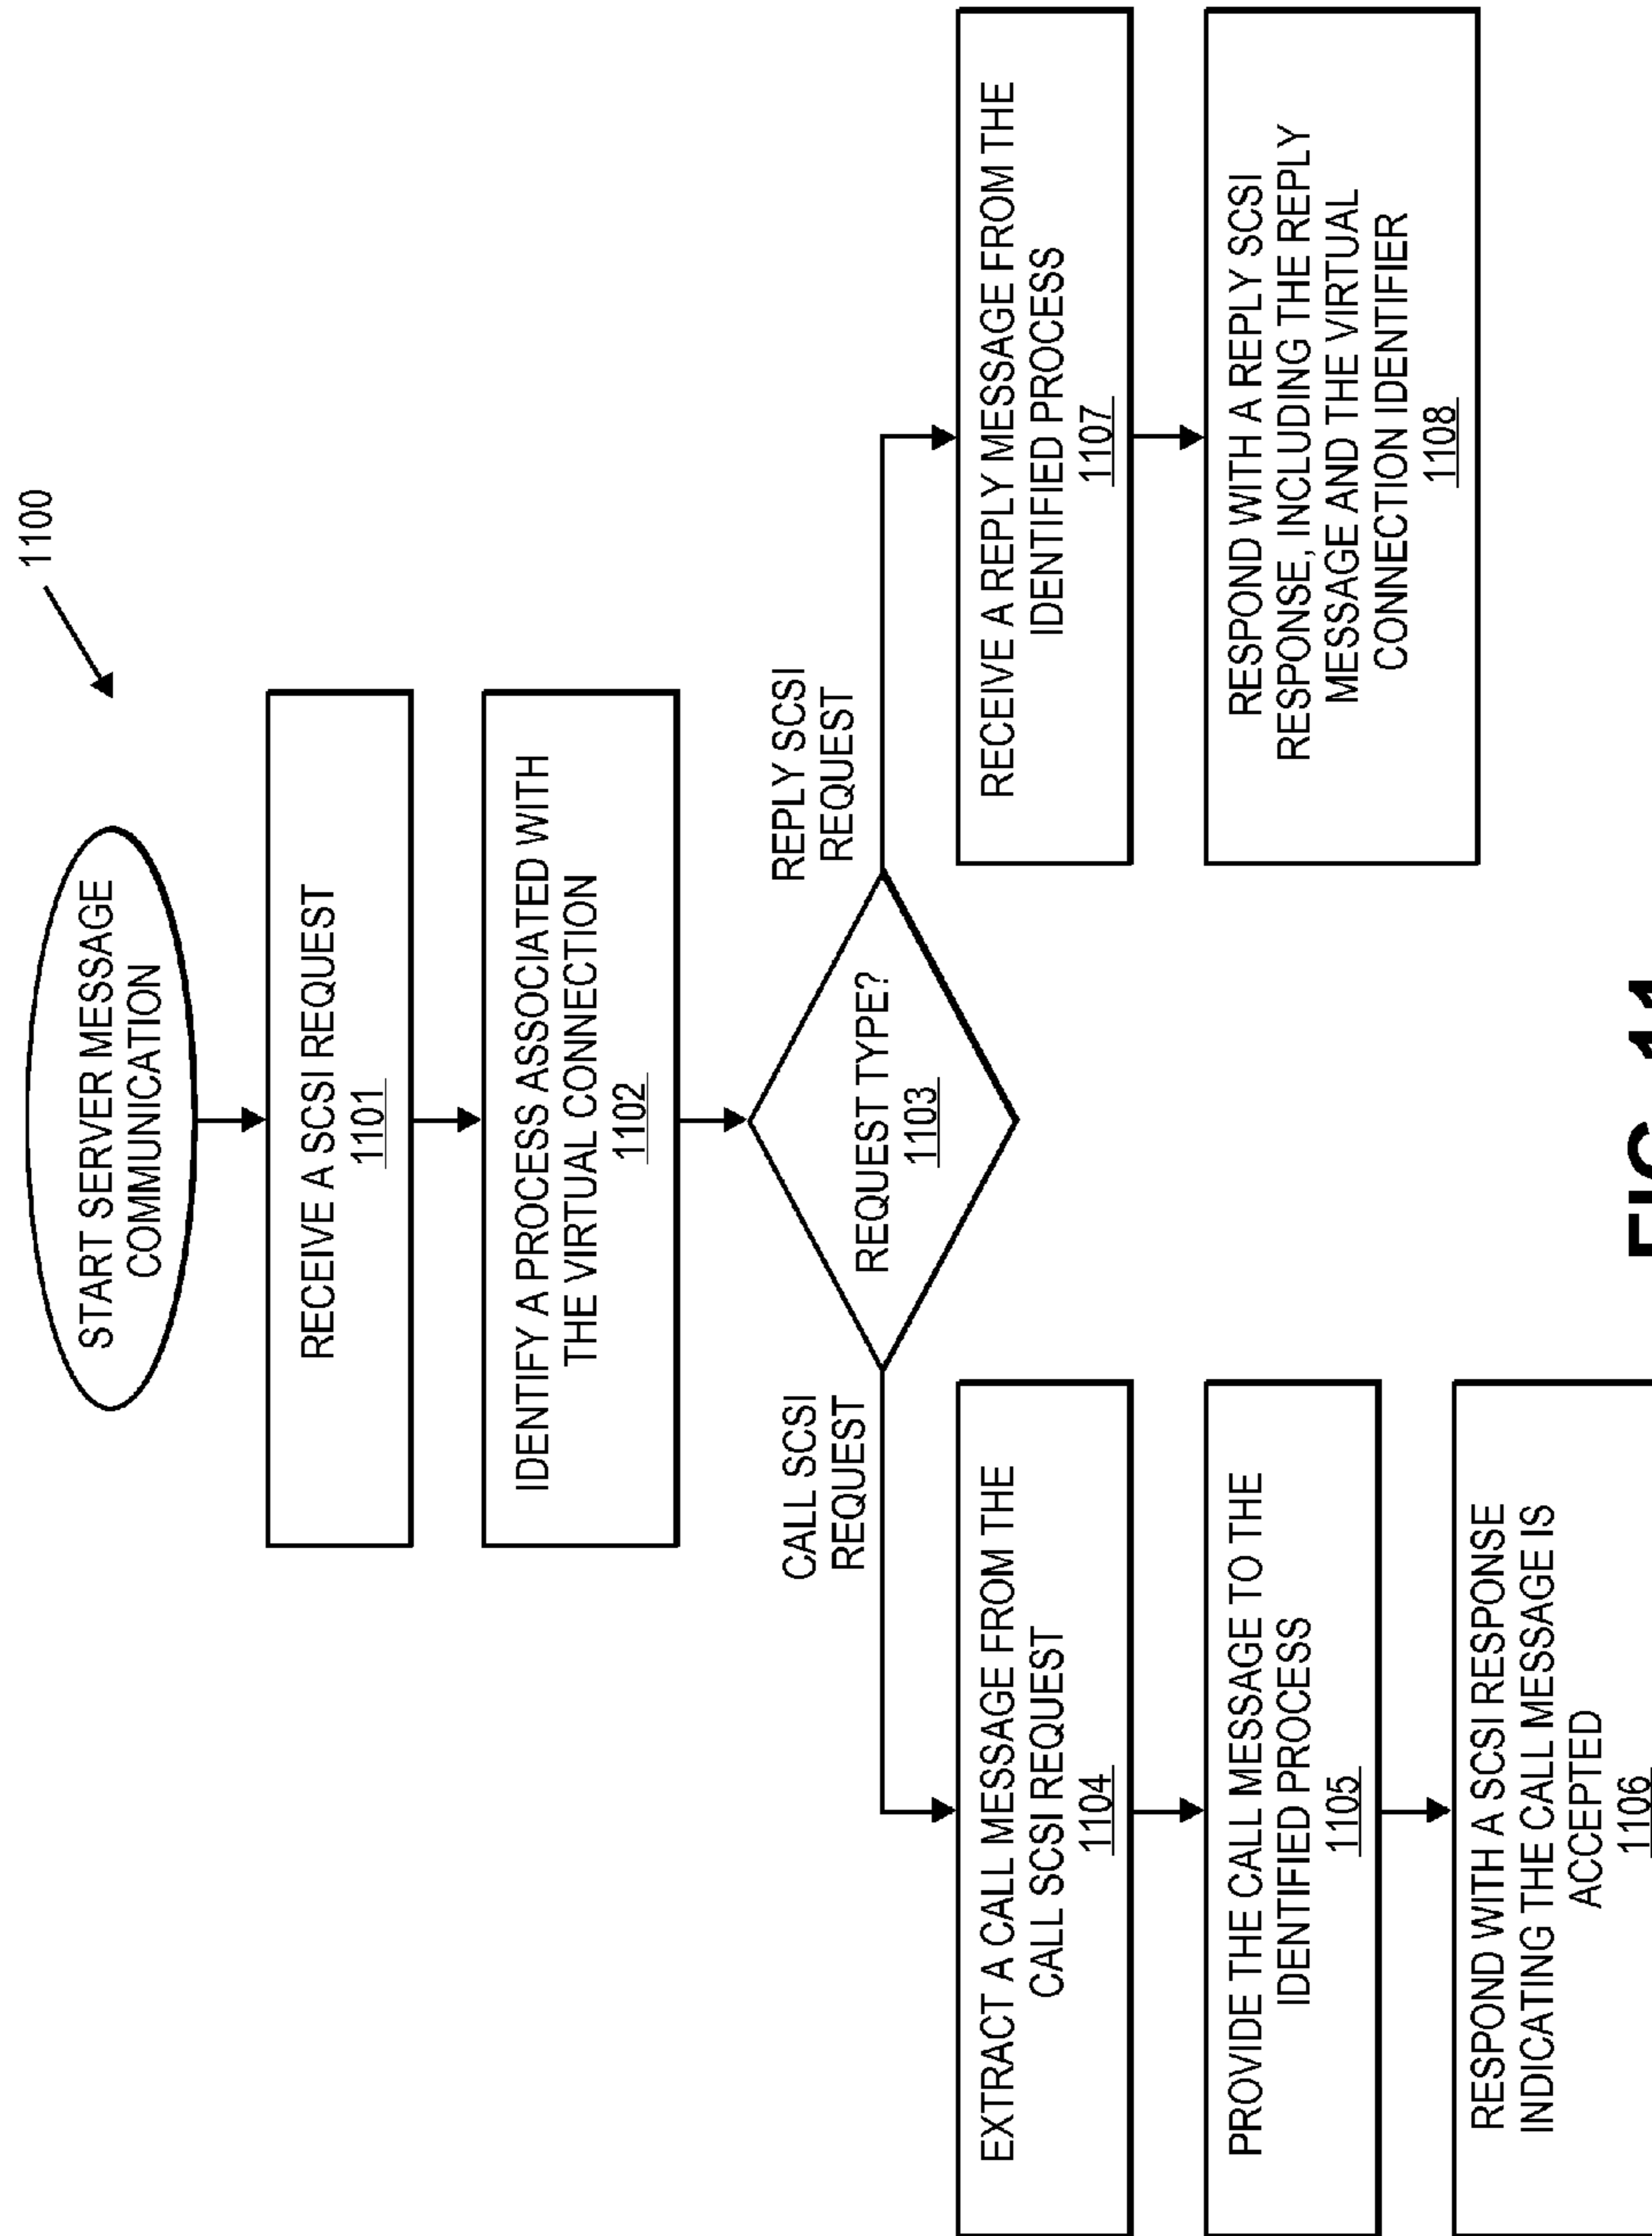 1100
START SERVER MESSAGE
COMMUNICATION
RECEIVE A SCSI REQUEST
1101
IDENTIFY A PROCESS ASSOCIATED WITH
THE VIRTUAL CONNECTION
1102
REQUEST TYPE?
1103
CALL SCSI
REQUEST
EXTRACT A CALL MESSAGE FROM THE
CALL SCSI REQUEST
1104
PROVIDE THE CALL MESSAGE TO THE
IDENTIFIED PROCESS
1105
RESPOND WITH A SCSI RESPONSE
INDICATING THE CALL MESSAGE IS
ACCEPTED
1106
REPLY SCSI
REQUEST
RECEIVE A REPLY MESSAGE FROM THE
IDENTIFIED PROCESS
1107
RESPOND WITH A REPLY SCSI
RESPONSE, INCLUDING THE REPLY
MESSAGE AND THE VIRTUAL
CONNECTION IDENTIFIER
1108
FIG. 11